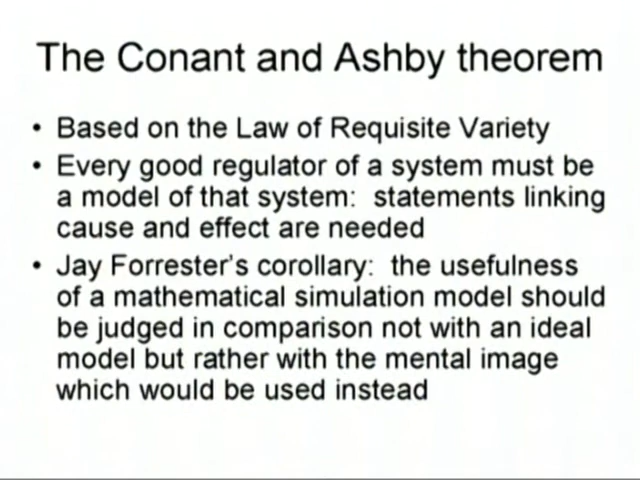 The Conant and Ashby theorem
• Based on the Law of Requisite Variety
• Every good regulator of a system must be
a model of that system:  statements linking
cause and effect are needed
• Jay Forrester's corollary:  the usefulness
of a mathematical simulation model should
be judged in comparison not with an ideal
model but rather with the mental image
which would be used instead